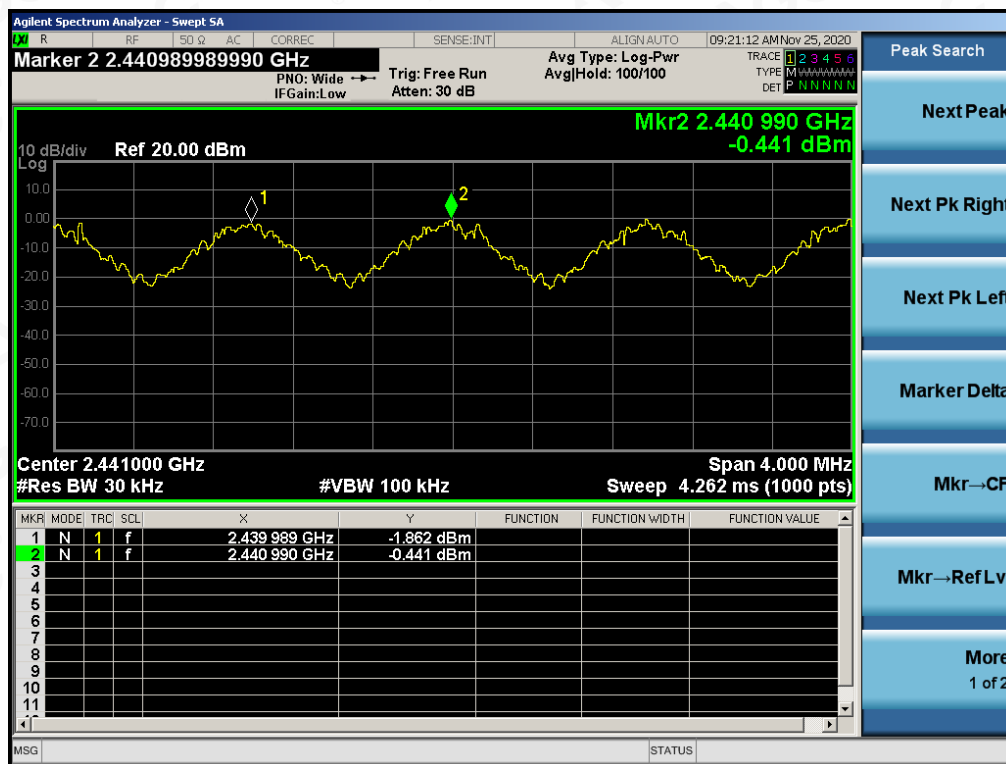 Agilent Spectrum Analyzer - Swept SA
LXI R RF 50 Ω AC CORREC SENSE:INT ALIGN AUTO 09:21:12 AM Nov 25, 2020
Marker 2 2.440989989990 GHz
PNO: Wide
IFGain:Low
Trig: Free Run
Atten: 30 dB
Avg Type: Log-Pwr
Avg|Hold: 100/100
TRACE 1 2 3 4 5 6
TYPE M
DET P N N N N N
Mkr2 2.440 990 GHz
-0.441 dBm
10 dB/div Ref 20.00 dBm
Log
10.0
0.00
-10.0
-20.0
-30.0
-40.0
-50.0
-60.0
-70.0
1
2
Center 2.441000 GHz Span 4.000 MHz
#Res BW 30 kHz #VBW 100 kHz Sweep 4.262 ms (1000 pts)
MKR MODE TRC SCL X Y FUNCTION FUNCTION WIDTH FUNCTION VALUE
1 N 1 f 2.439 989 GHz -1.862 dBm
2 N 1 f 2.440 990 GHz -0.441 dBm
3
4
5
6
7
8
9
10
11
MSG STATUS
Peak Search
Next Peak
Next Pk Right
Next Pk Left
Marker Delta
Mkr→CF
Mkr→Ref Lv
More
1 of 2